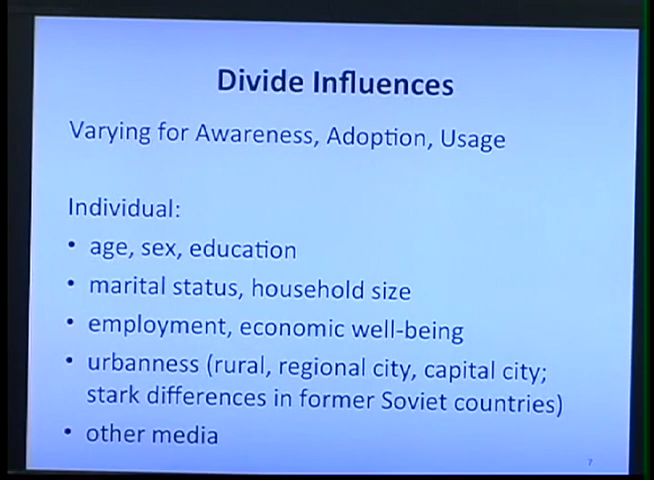 Divide Influences
Varying for Awareness, Adoption, Usage
Individual:
• age, sex, education
• marital status, household size
• employment, economic well-being
• urbanness (rural, regional city, capital city;
stark differences in former Soviet countries)
• other media
7